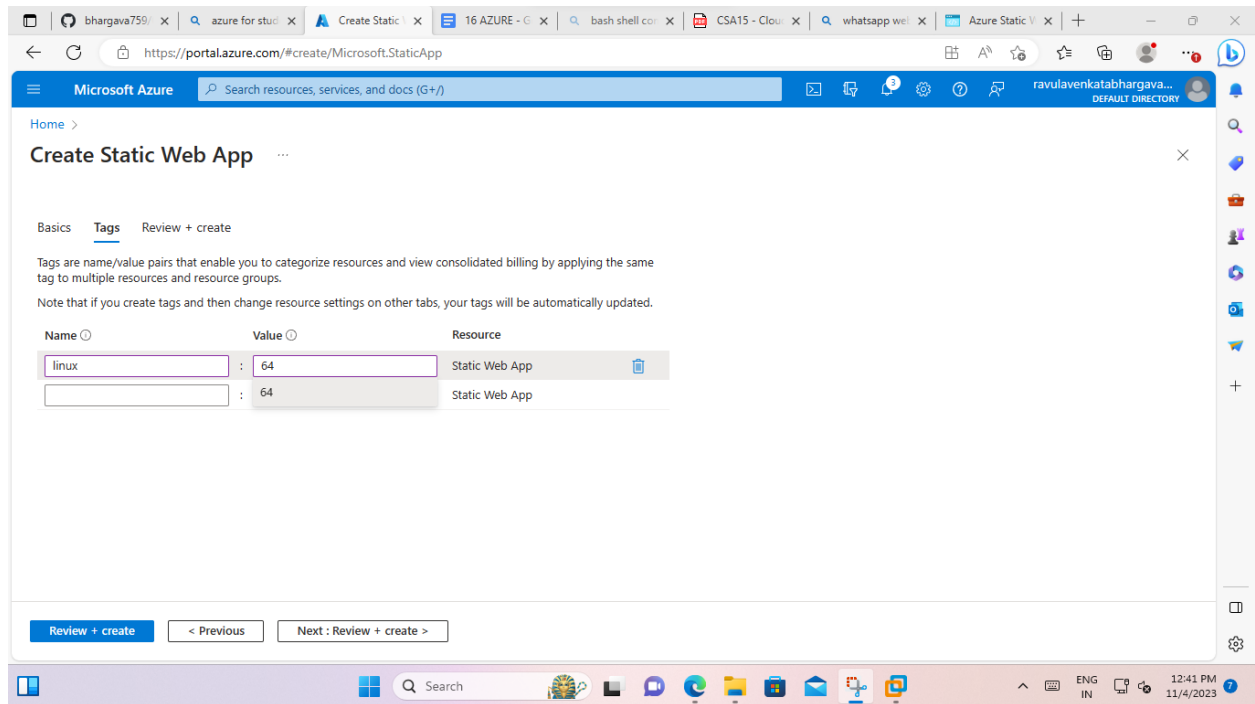 bhargava759/
azure for stud
Create Static
16 AZURE - G
bash shell con
CSA15 - Clou
whatsapp wel
Azure Static
https://portal.azure.com/#create/Microsoft.StaticApp
Microsoft Azure
Search resources, services, and docs (G+/)
3
ravulavenkatabhargava...
DEFAULT DIRECTORY
Home >
Create Static Web App ...
Basics Tags Review + create
Tags are name/value pairs that enable you to categorize resources and view consolidated billing by applying the same
tag to multiple resources and resource groups.
Note that if you create tags and then change resource settings on other tabs, your tags will be automatically updated.
Name Value Resource
linux : 64 Static Web App
: 64 Static Web App
Review + create < Previous Next : Review + create >
Search
ENG
IN
12:41 PM
11/4/2023
7